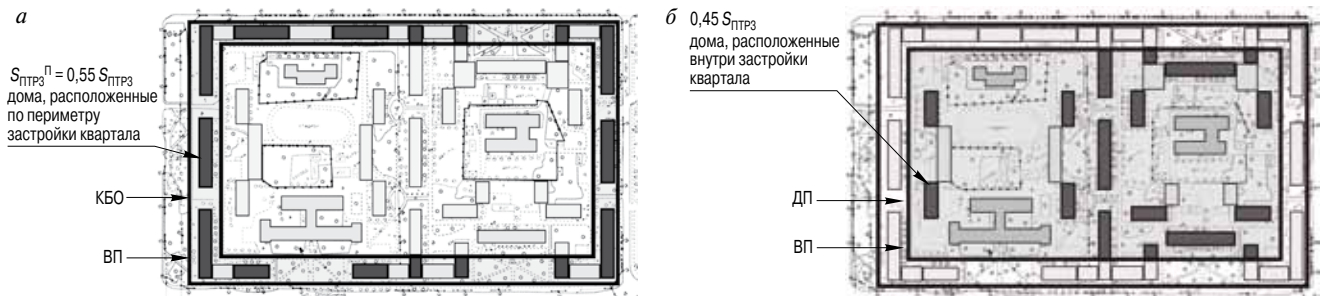 а
S_ПТРЗ^П = 0,55 S_ПТРЗ
дома, расположенные
по периметру
застройки квартала
КБО
ВП
б
0,45 S_ПТРЗ
дома, расположенные
внутри застройки
квартала
ДП
ВП